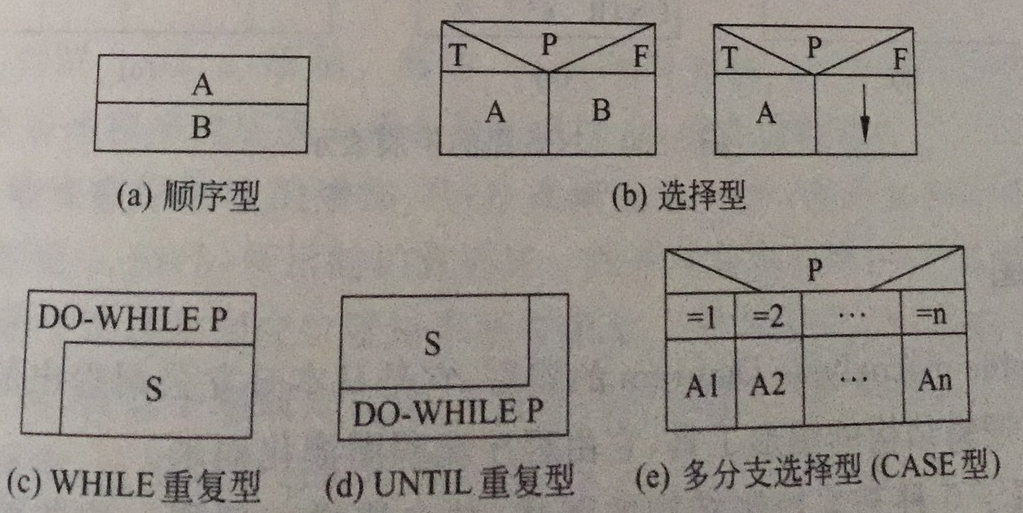 A
B
T P F
A B
T P F
A
(a) 顺序型
(b) 选择型
DO-WHILE P
S
S
DO-WHILE P
P
=1 =2 ··· =n
A1 A2 ··· An
(c) WHILE 重复型
(d) UNTIL 重复型
(e) 多分支选择型 (CASE 型)